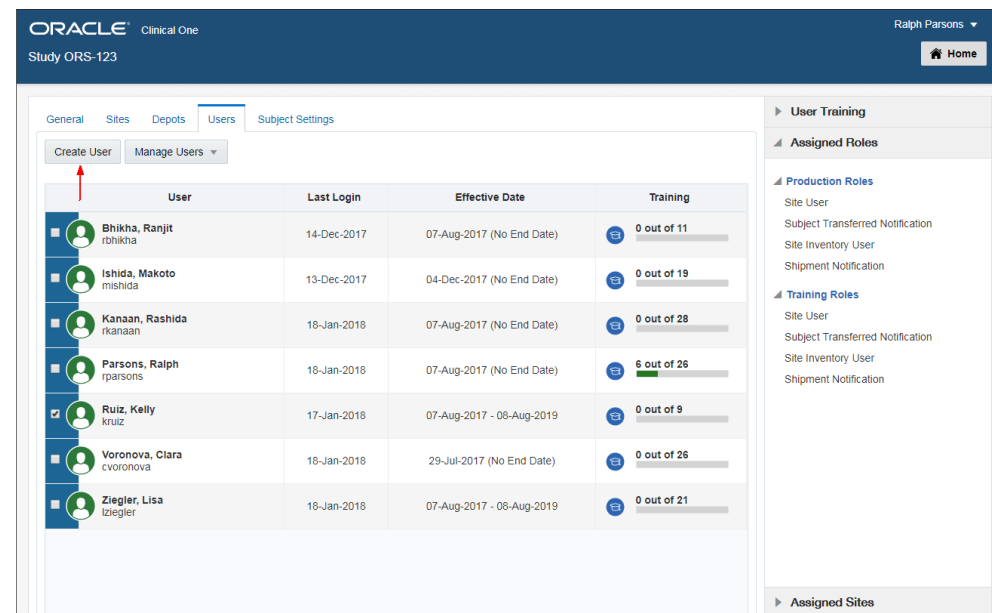 ORACLE® Clinical One
Ralph Parsons
Study ORS-123
Home
General Sites Depots Users Subject Settings
Create User Manage Users
User Last Login Effective Date Training
Bhikha, Ranjit
rbhikha
14-Dec-2017 07-Aug-2017 (No End Date) 0 out of 11
Ishida, Makoto
mishida
13-Dec-2017 04-Dec-2017 (No End Date) 0 out of 19
Kanaan, Rashida
rkanaan
18-Jan-2018 07-Aug-2017 (No End Date) 0 out of 28
Parsons, Ralph
rparsons
18-Jan-2018 07-Aug-2017 (No End Date) 6 out of 26
Ruiz, Kelly
kruiz
17-Jan-2018 07-Aug-2017 - 08-Aug-2019 0 out of 9
Voronova, Clara
cvoronova
18-Jan-2018 29-Jul-2017 (No End Date) 0 out of 26
Ziegler, Lisa
lziegler
18-Jan-2018 07-Aug-2017 - 08-Aug-2019 0 out of 21
User Training
Assigned Roles
Production Roles
Site User
Subject Transferred Notification
Site Inventory User
Shipment Notification
Training Roles
Site User
Subject Transferred Notification
Site Inventory User
Shipment Notification
Assigned Sites